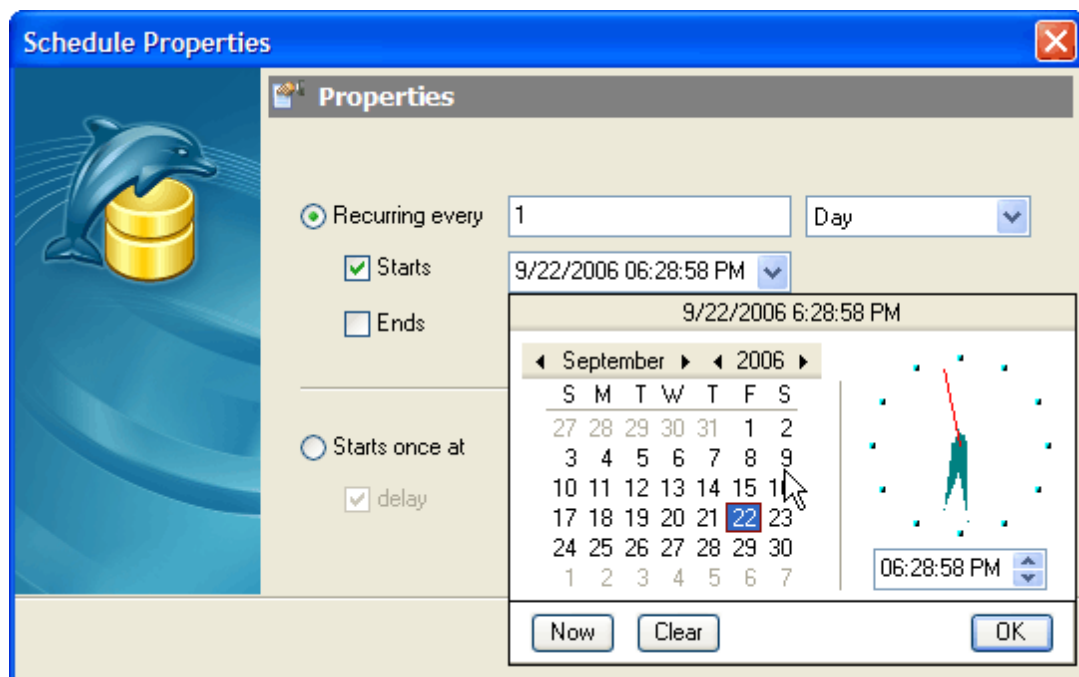 Schedule Properties
Properties
Recurring every 1 Day
Starts 9/22/2006 06:28:58 PM
Ends
9/22/2006 6:28:58 PM
September 2006
S M T W T F S
27 28 29 30 31 1 2
3 4 5 6 7 8 9
10 11 12 13 14 15 16
17 18 19 20 21 22 23
24 25 26 27 28 29 30
1 2 3 4 5 6 7
06:28:58 PM
Starts once at
delay
Now Clear OK